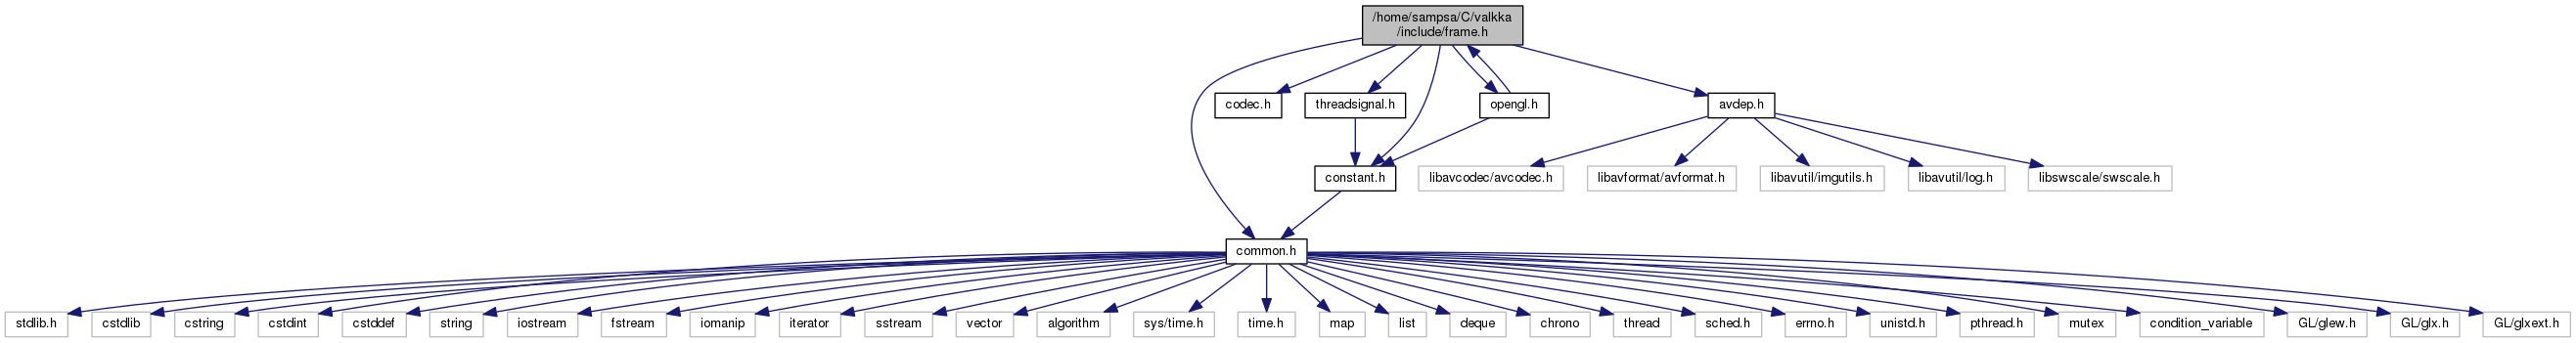 /home/sampsa/C/valkka
/include/frame.h
codec.h
threadsignal.h
opengl.h
avdep.h
constant.h
libavcodec/avcodec.h
libavformat/avformat.h
libavutil/imgutils.h
libavutil/log.h
libswscale/swscale.h
common.h
stdlib.h
cstdlib
cstring
cstdint
cstddef
string
iostream
fstream
iomanip
iterator
sstream
vector
algorithm
sys/time.h
time.h
map
list
deque
chrono
thread
sched.h
errno.h
unistd.h
pthread.h
mutex
condition_variable
GL/glew.h
GL/glx.h
GL/glxext.h